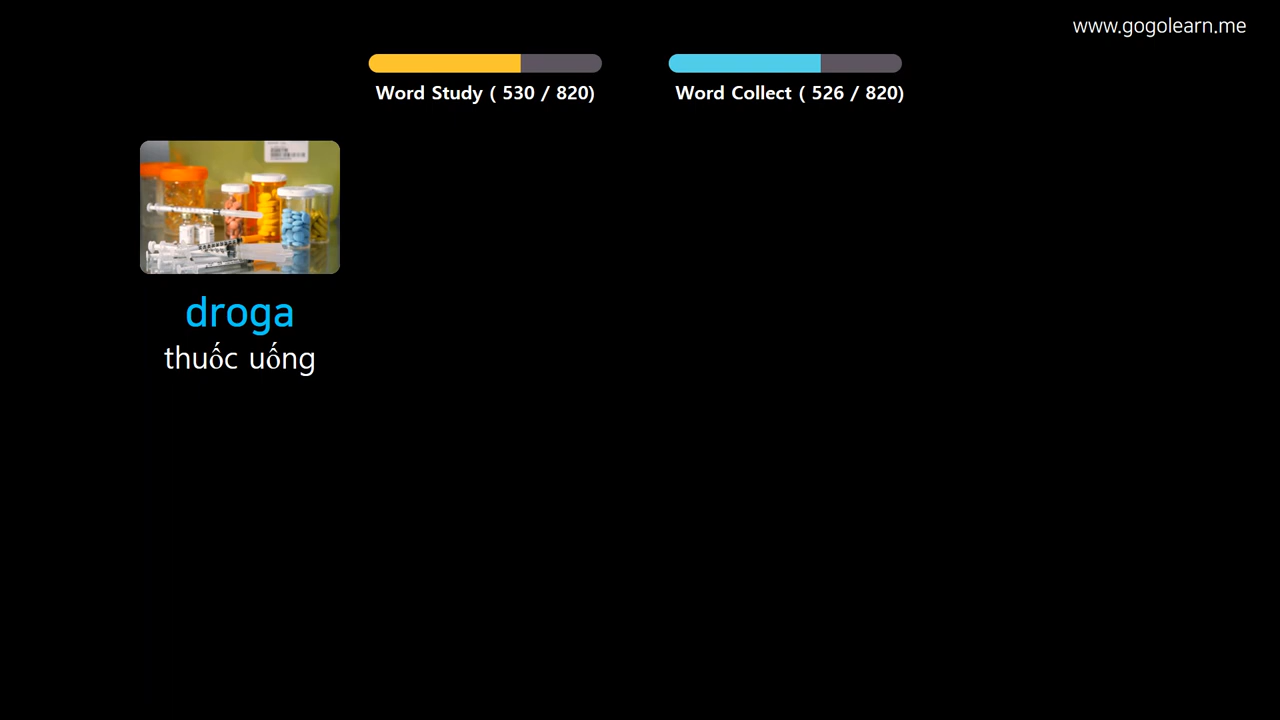 www.gogolearn.me
Word Study ( 530 / 820)
Word Collect ( 526 / 820)
droga
thuốc uống